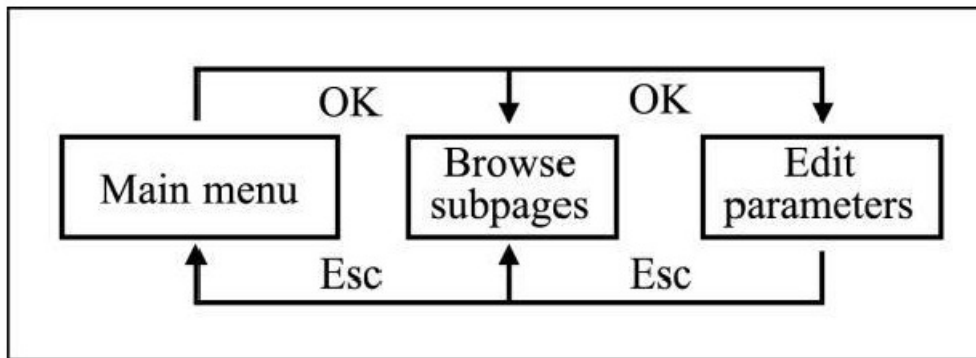 OK
OK
Main menu
Browse
subpages
Edit
parameters
Esc
Esc